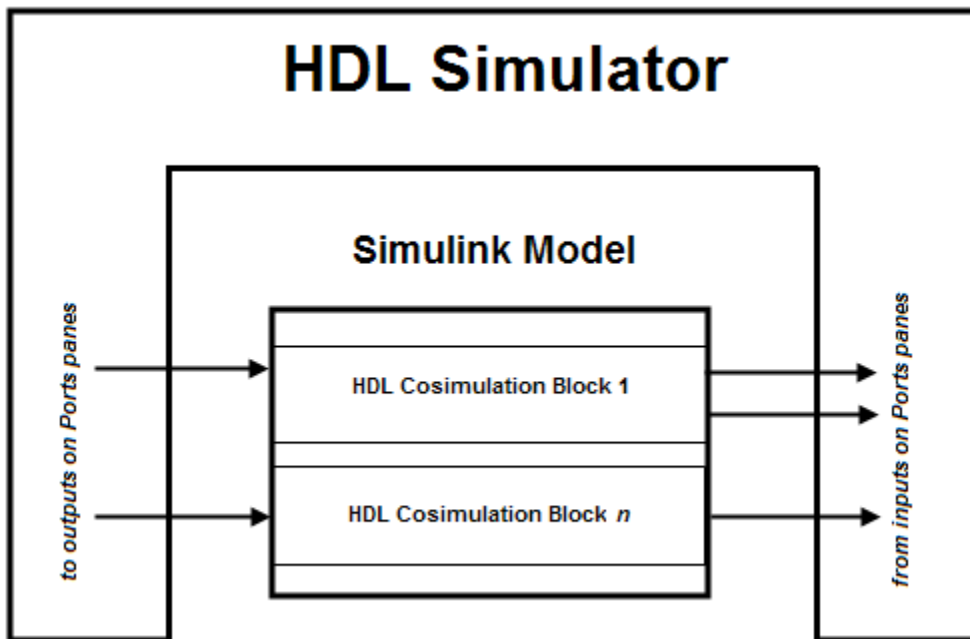 HDL Simulator
Simulink Model
to outputs on Ports panes
HDL Cosimulation Block 1
HDL Cosimulation Block n
from inputs on Ports panes